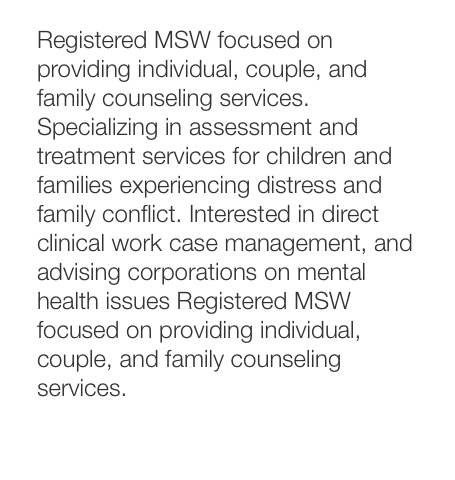 Registered MSW focused on
providing individual, couple, and
family counseling services.
Specializing in assessment and
treatment services for children and
families experiencing distress and
family conflict. Interested in direct
clinical work case management, and
advising corporations on mental
health issues Registered MSW
focused on providing individual,
couple, and family counseling
services.